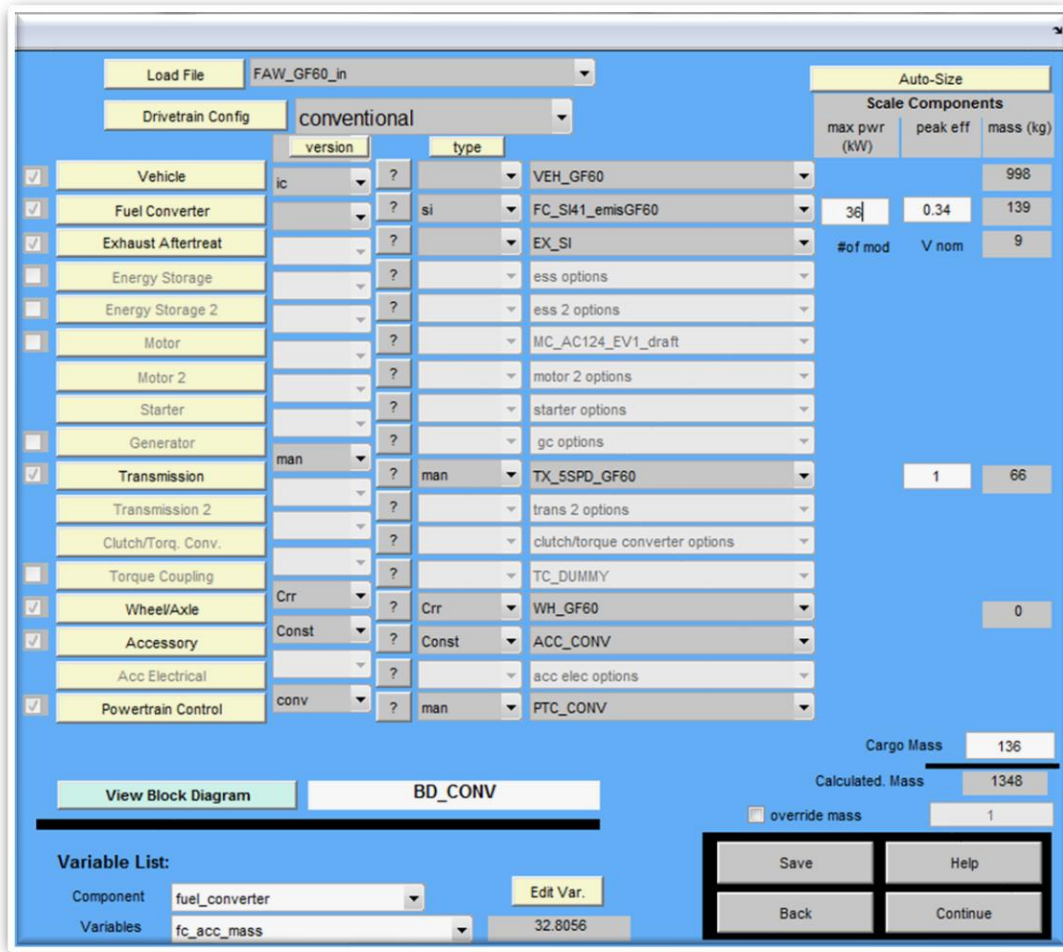 Load File FAW_GF60_in Auto-Size
Drivetrain Config conventional Scale Components
version type max pwr (kW) peak eff mass (kg)
Vehicle ic ? VEH_GF60 998
Fuel Converter ? si FC_SI41_emisGF60 36 0.34 139
Exhaust Aftertreat ? EX_SI #of mod V nom 9
Energy Storage ? ess options
Energy Storage 2 ? ess 2 options
Motor ? MC_AC124_EV1_draft
Motor 2 ? motor 2 options
Starter ? starter options
Generator ? gc options
Transmission man ? man TX_5SPD_GF60 1 66
Transmission 2 ? trans 2 options
Clutch/Torq. Conv. ? clutch/torque converter options
Torque Coupling ? TC_DUMMY
Wheel/Axle Crr ? Crr WH_GF60 0
Accessory Const ? Const ACC_CONV
Acc Electrical ? acc elec options
Powertrain Control conv ? man PTC_CONV
Cargo Mass 136
Calculated. Mass 1348
View Block Diagram BD_CONV
override mass 1
Variable List:
Component fuel_converter Edit Var.
Variables fc_acc_mass 32.8056
Save Help
Back Continue